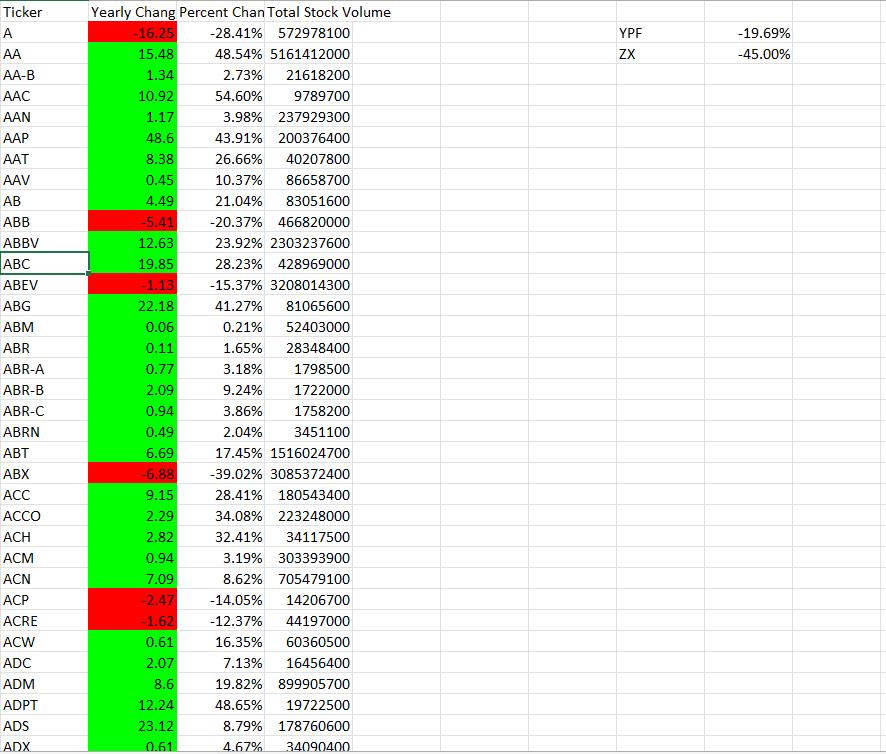 Ticker Yearly Chang Percent Chan Total Stock Volume
A -16.25 -28.41% 572978100 YPF -19.69%
AA 15.48 48.54% 5161412000 ZX -45.00%
AA-B 1.34 2.73% 21618200
AAC 10.92 54.60% 9789700
AAN 1.17 3.98% 237929300
AAP 48.6 43.91% 200376400
AAT 8.38 26.66% 40207800
AAV 0.45 10.37% 86658700
AB 4.49 21.04% 83051600
ABB -5.41 -20.37% 466820000
ABBV 12.63 23.92% 2303237600
ABC 19.85 28.23% 428969000
ABEV -1.13 -15.37% 3208014300
ABG 22.18 41.27% 81065600
ABM 0.06 0.21% 52403000
ABR 0.11 1.65% 28348400
ABR-A 0.77 3.18% 1798500
ABR-B 2.09 9.24% 1722000
ABR-C 0.94 3.86% 1758200
ABRN 0.49 2.04% 3451100
ABT 6.69 17.45% 1516024700
ABX -6.88 -39.02% 3085372400
ACC 9.15 28.41% 180543400
ACCO 2.29 34.08% 223248000
ACH 2.82 32.41% 34117500
ACM 0.94 3.19% 303393900
ACN 7.09 8.62% 705479100
ACP -2.47 -14.05% 14206700
ACRE -1.62 -12.37% 44197000
ACW 0.61 16.35% 60360500
ADC 2.07 7.13% 16456400
ADM 8.6 19.82% 899905700
ADPT 12.24 48.65% 19722500
ADS 23.12 8.79% 178760600
ADX 0.61 4.67% 34090400